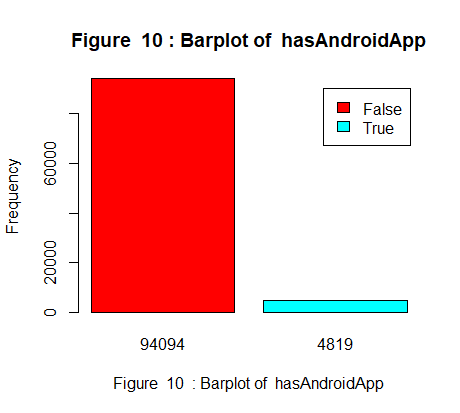 Figure  10 : Barplot of  hasAndroidApp
False
True
Frequency
60000
20000
0
94094
4819
Figure  10  : Barplot of  hasAndroidApp